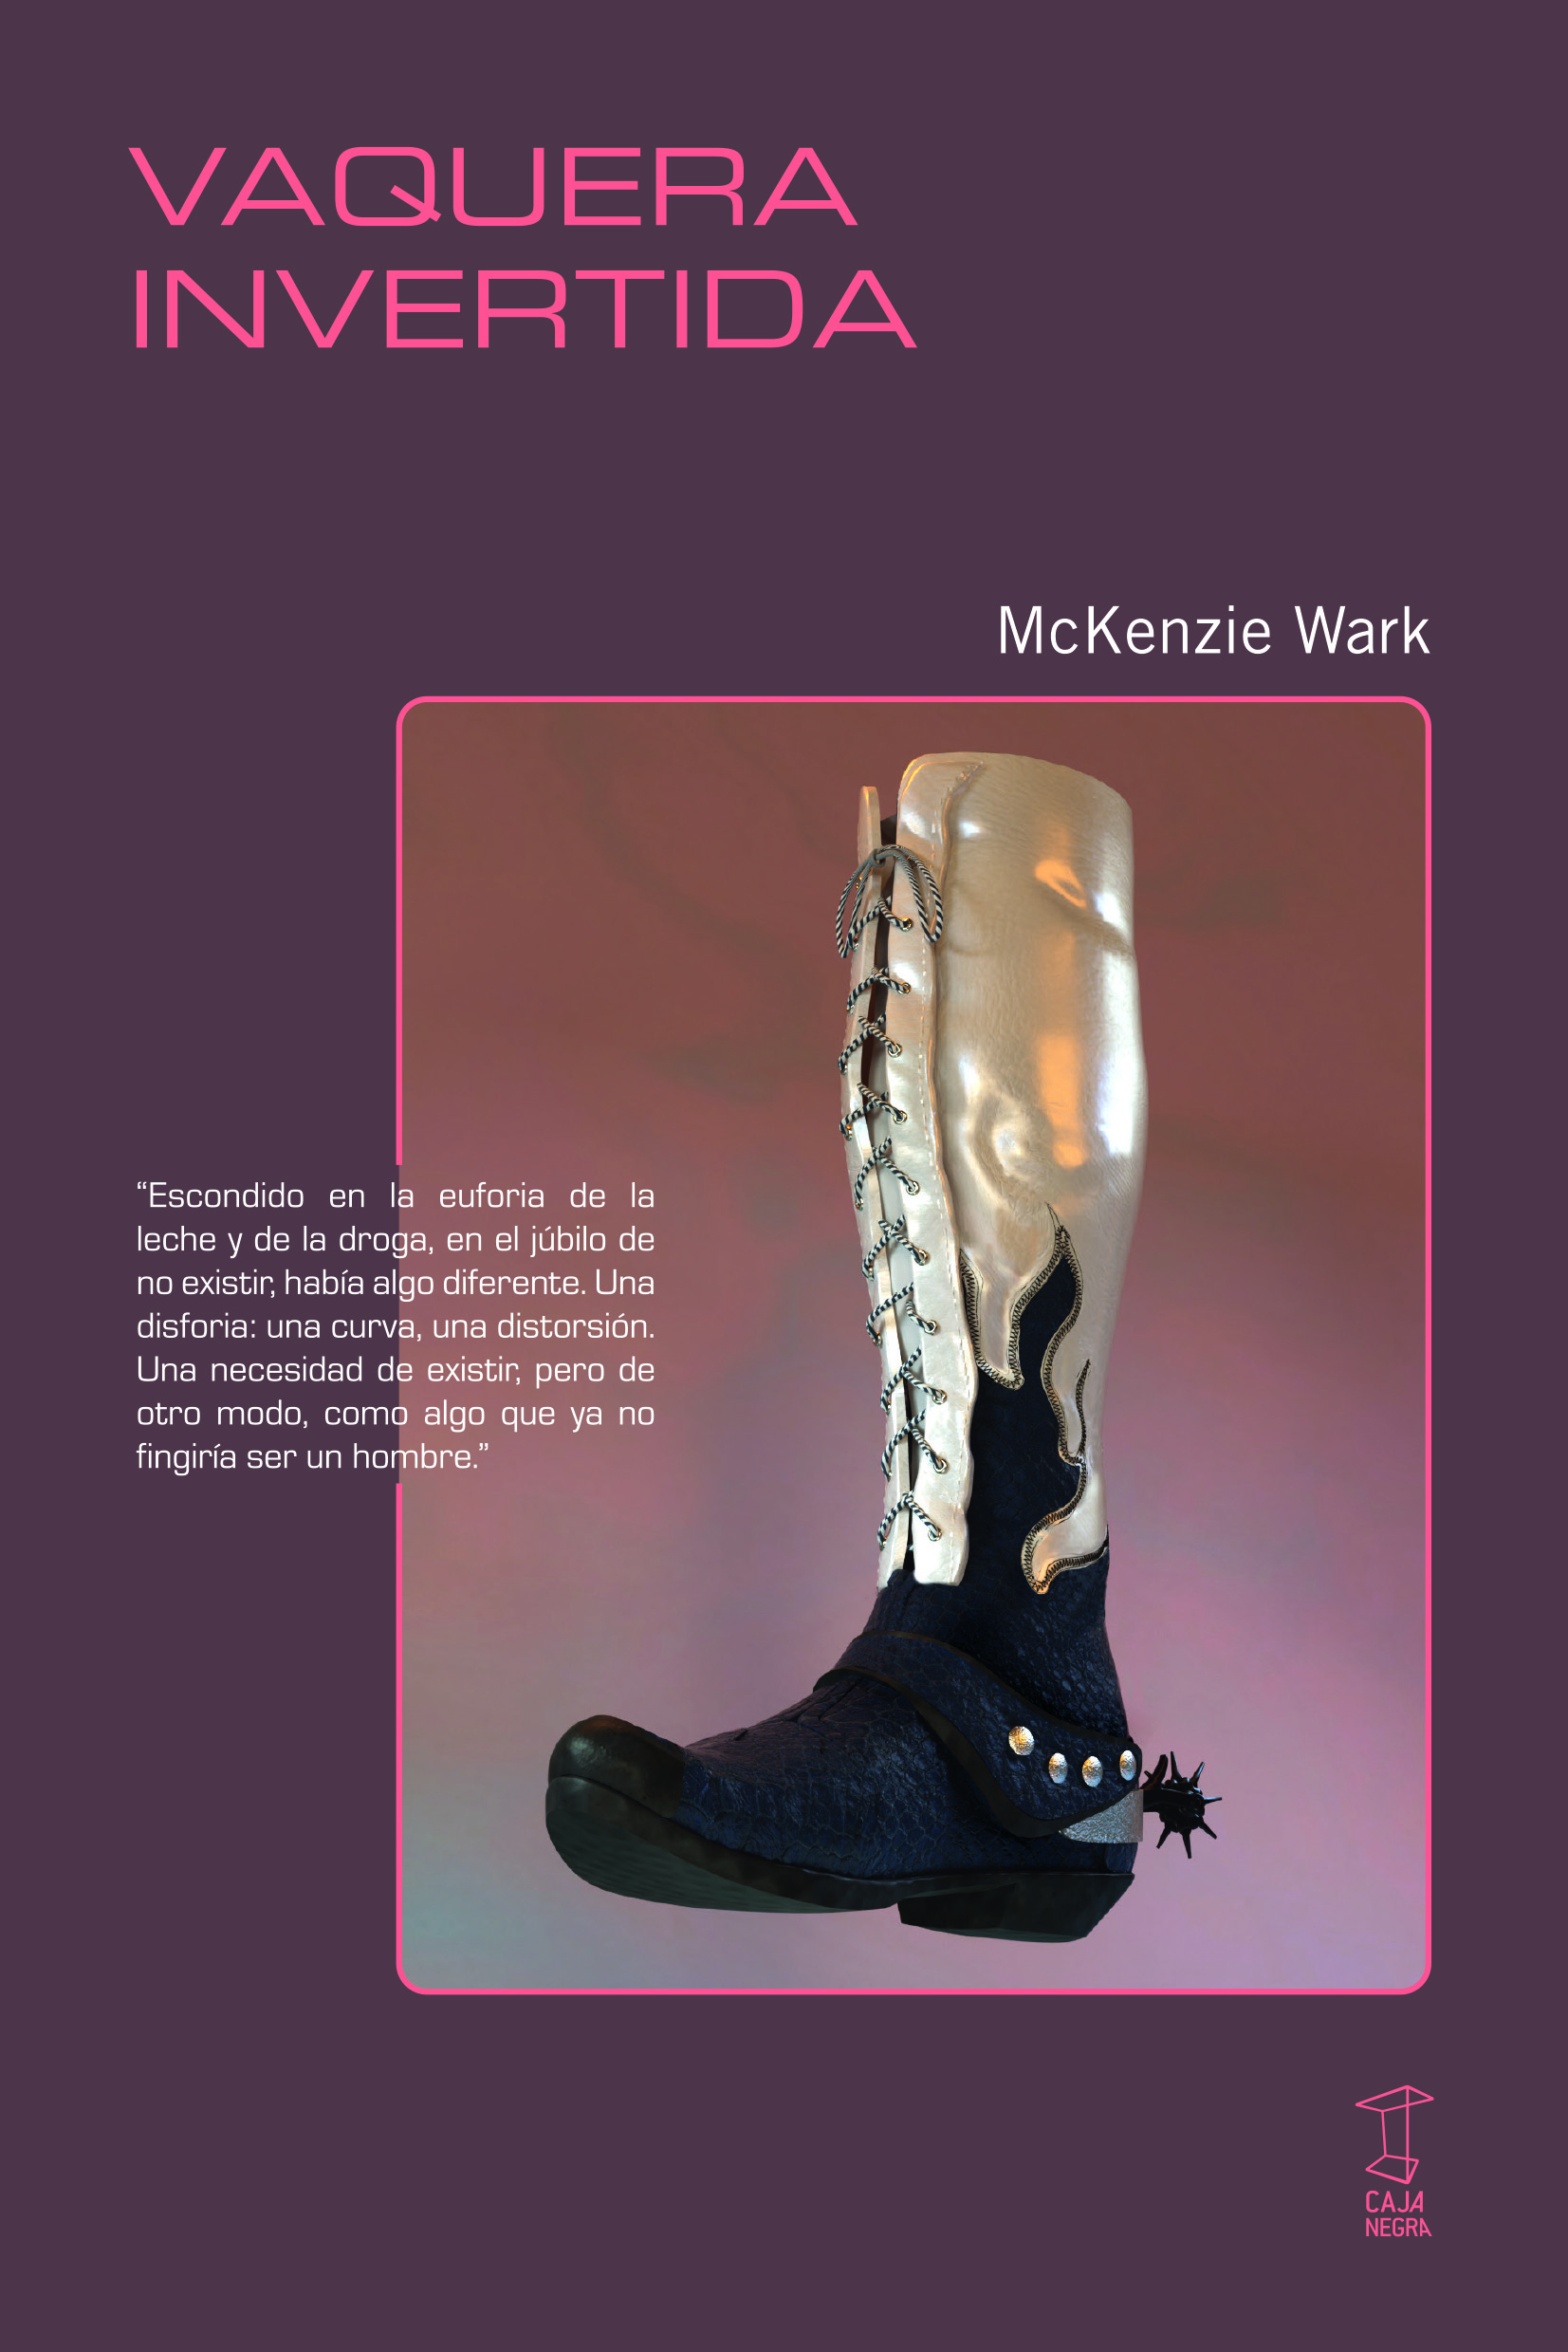 VAQUERA
INVERTIDA
McKenzie Wark
“Escondido en la euforia de la
leche y de la droga, en el júbilo de
no existir, había algo diferente. Una
disforia: una curva, una distorsión.
Una necesidad de existir, pero de
otro modo, como algo que ya no
fingiría ser un hombre.”
CAJA
NEGRA